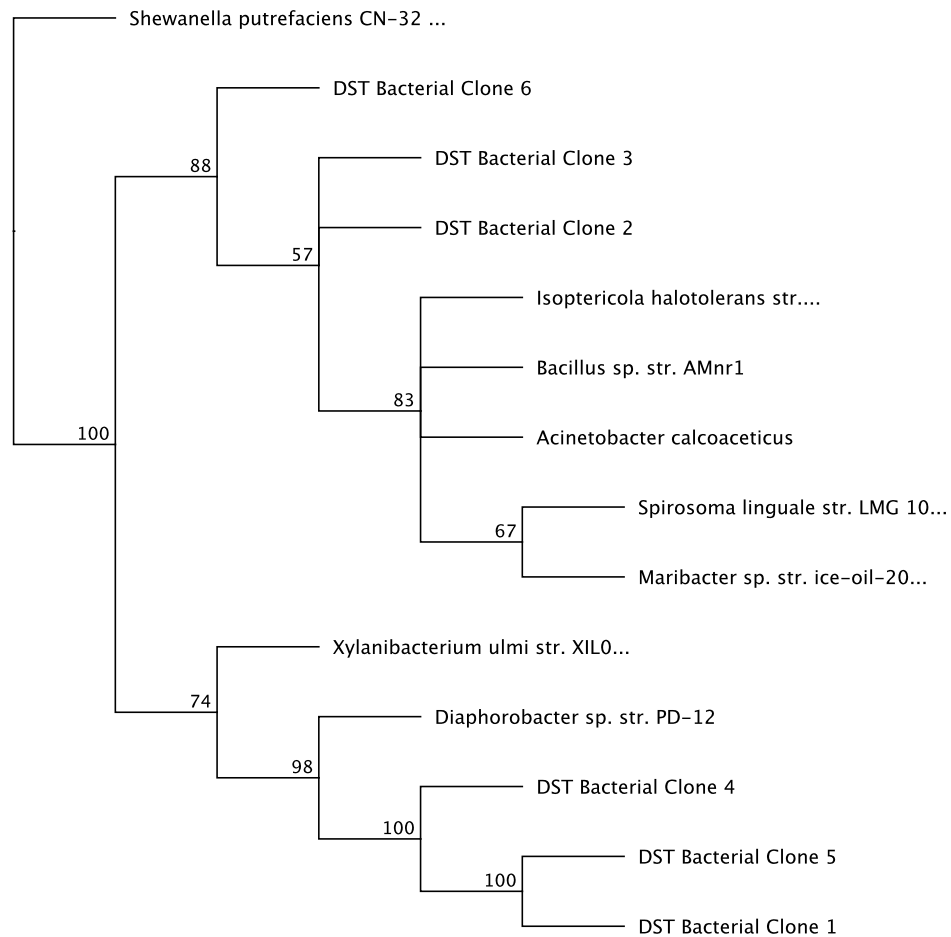 Shewanella putrefaciens CN-32 ...
DST Bacterial Clone 6
DST Bacterial Clone 3
88
DST Bacterial Clone 2
57
Isoptericola halotolerans str....
Bacillus sp. str. AMnr1
83
Acinetobacter calcoaceticus
100
Spirosoma linguale str. LMG 10...
67
Maribacter sp. str. ice-oil-20...
Xylanibacterium ulmi str. XIL0...
74
Diaphorobacter sp. str. PD-12
98
DST Bacterial Clone 4
100
DST Bacterial Clone 5
100
DST Bacterial Clone 1